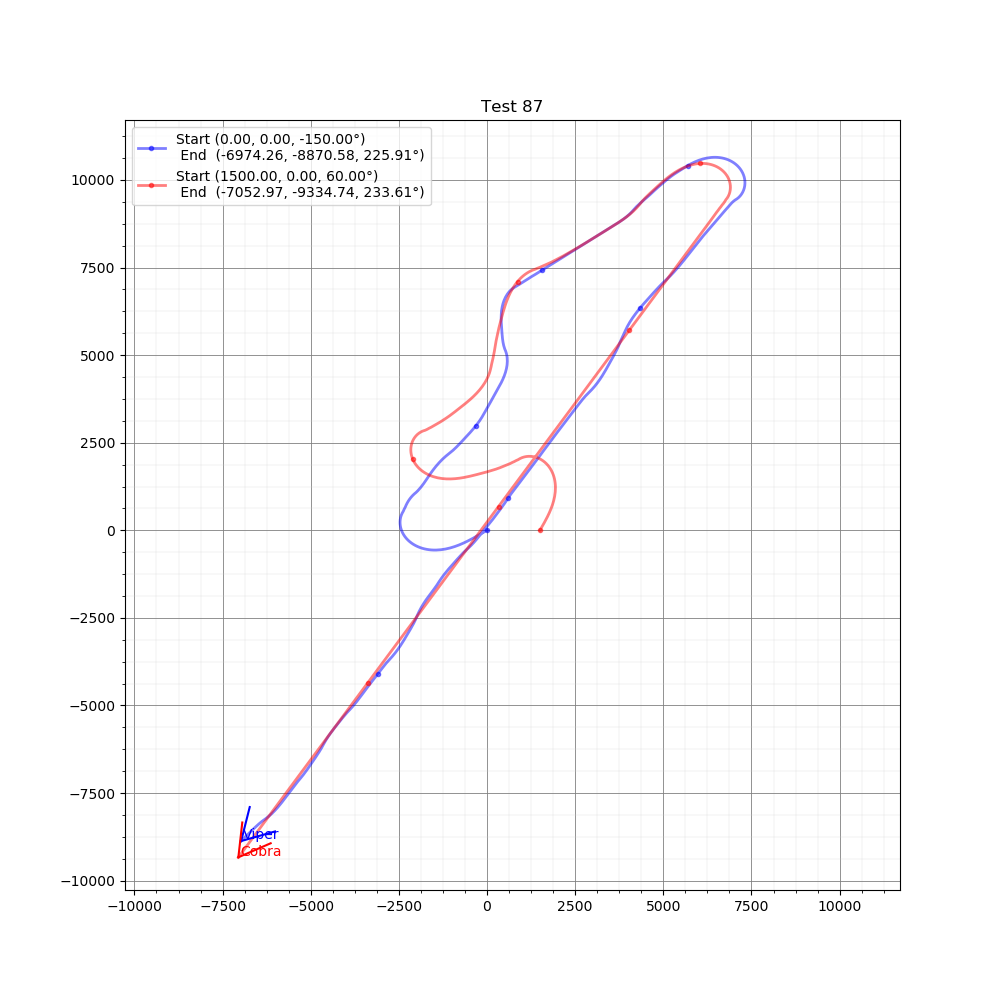 Test 87
Start (0.00, 0.00, -150.00°)
End  (-6974.26, -8870.58, 225.91°)
Start (1500.00, 0.00, 60.00°)
End  (-7052.97, -9334.74, 233.61°)
10000
7500
5000
2500
0
−2500
−5000
−7500
−10000
Viper
Cobra
−10000 −7500 −5000 −2500 0 2500 5000 7500 10000